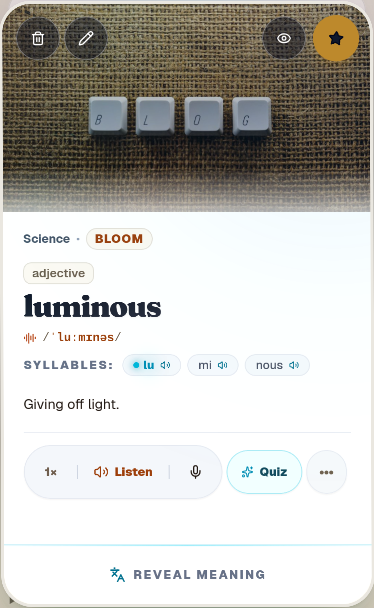 B L O G
Science · BLOOM
adjective
luminous
/ˈluːmɪnəs/
SYLLABLES: lu mi nous
Giving off light.
1× Listen Quiz
REVEAL MEANING